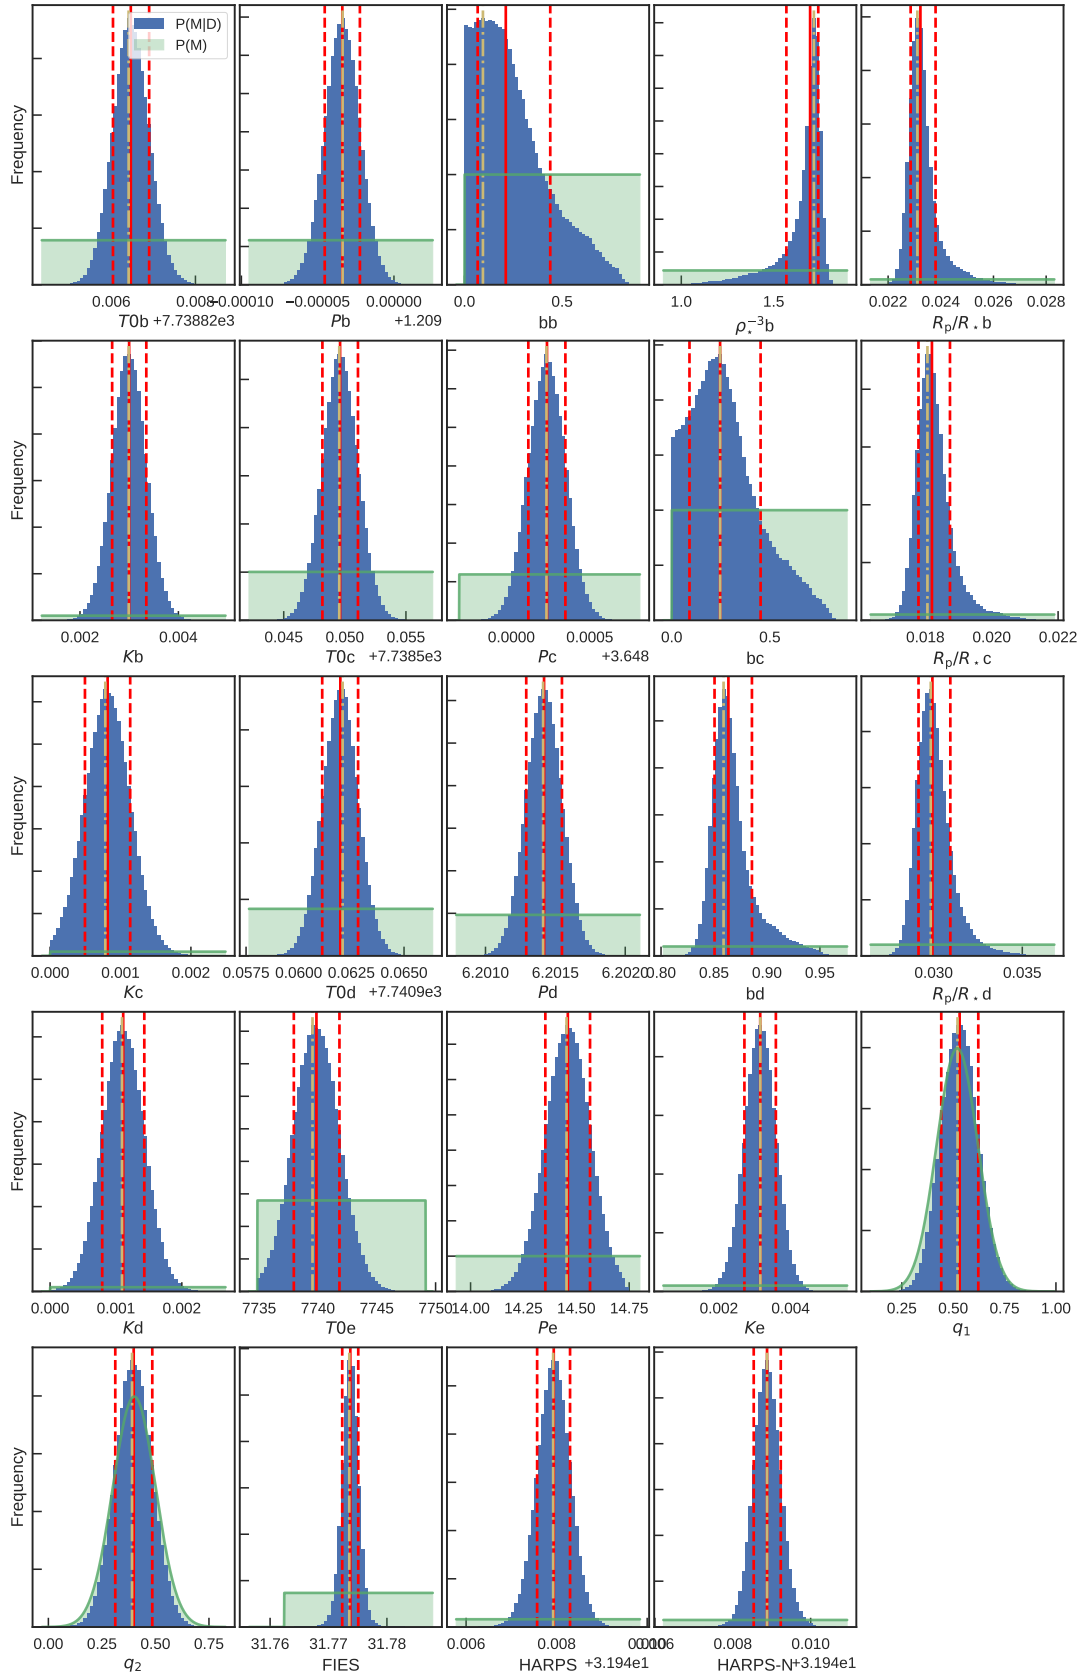 P(M|D)
P(M)
Frequency
0.006 0.008 −0.00010 −0.00005 0.00000 0.0 0.5 1.0 1.5 0.022 0.024 0.026 0.028
T0b +7.73882e3 Pb +1.209 bb ρ⋆⁻³b Rp/R⋆b
Frequency
0.002 0.004 0.045 0.050 0.055 0.0000 0.0005 0.0 0.5 0.018 0.020 0.022
Kb T0c +7.7385e3 Pc +3.648 bc Rp/R⋆c
Frequency
0.000 0.001 0.002 0.0575 0.0600 0.0625 0.0650 6.2010 6.2015 6.2020 0.80 0.85 0.90 0.95 0.030 0.035
Kc T0d +7.7409e3 Pd bd Rp/R⋆d
Frequency
0.000 0.001 0.002 7735 7740 7745 7750 14.00 14.25 14.50 14.75 0.002 0.004 0.25 0.50 0.75 1.00
Kd T0e Pe Ke q₁
Frequency
0.00 0.25 0.50 0.75 31.76 31.77 31.78 0.006 0.008 0.010 0.006 0.008 0.010
q₂ FIES HARPS +3.194e1 HARPS-N +3.194e1